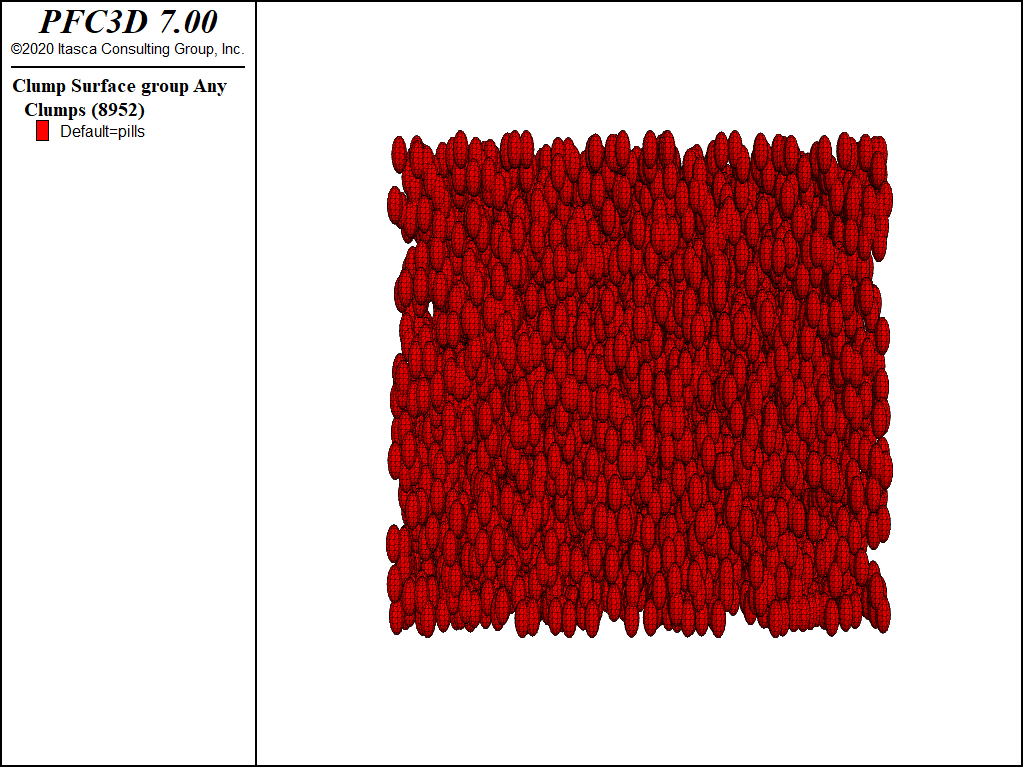 PFC3D 7.00
©2020 Itasca Consulting Group, Inc.
Clump Surface group Any
Clumps (8952)
Default=pills